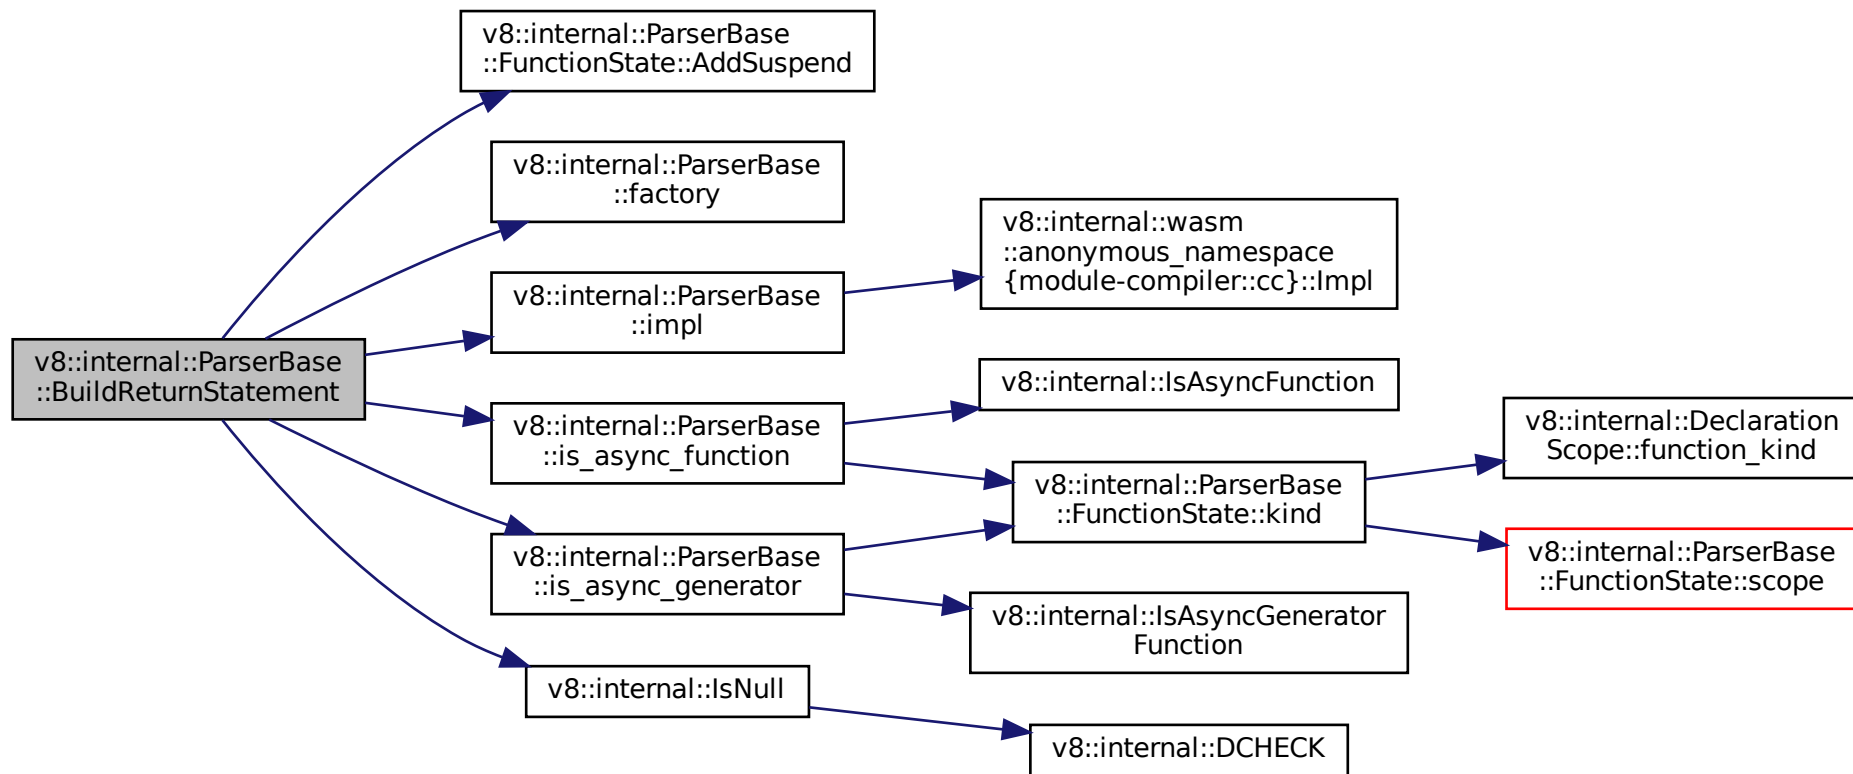 v8::internal::ParserBase
::BuildReturnStatement
v8::internal::ParserBase
::FunctionState::AddSuspend
v8::internal::ParserBase
::factory
v8::internal::ParserBase
::impl
v8::internal::wasm
::anonymous_namespace
{module-compiler::cc}::Impl
v8::internal::ParserBase
::is_async_function
v8::internal::IsAsyncFunction
v8::internal::ParserBase
::FunctionState::kind
v8::internal::Declaration
Scope::function_kind
v8::internal::ParserBase
::FunctionState::scope
v8::internal::ParserBase
::is_async_generator
v8::internal::IsAsyncGenerator
Function
v8::internal::IsNull
v8::internal::DCHECK